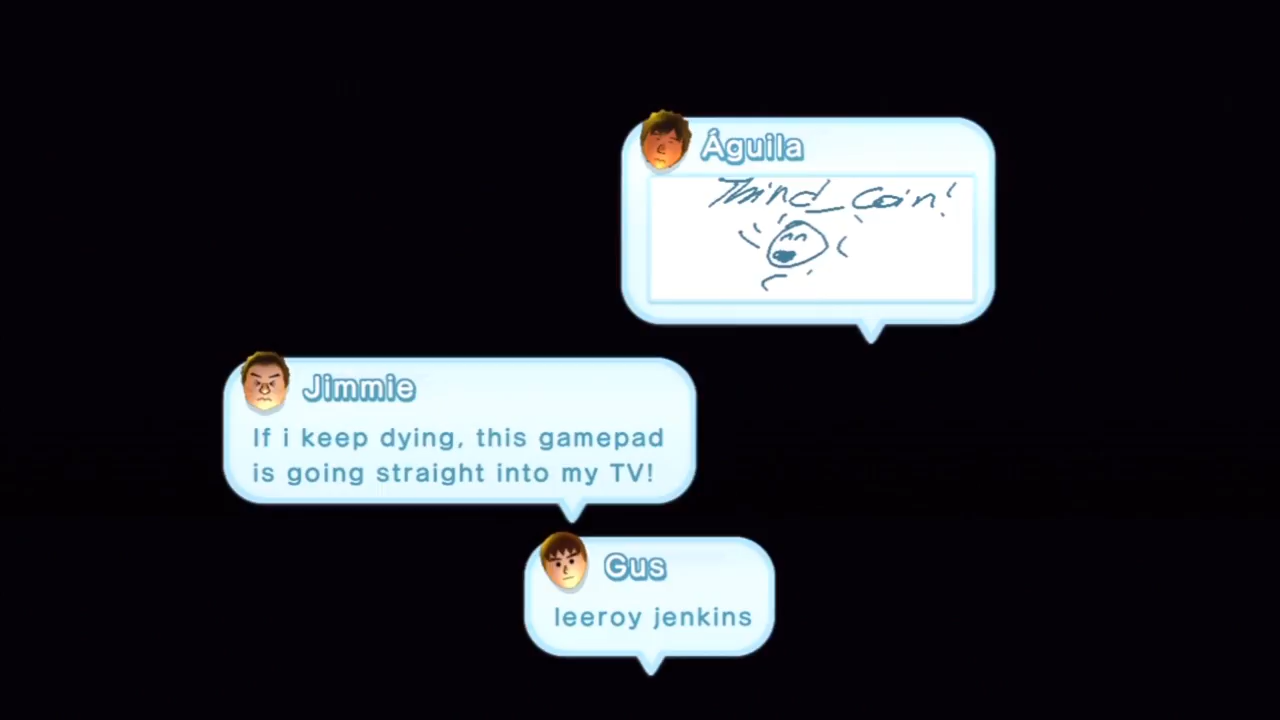 Águila
Third Coin!
Jimmie
If i keep dying, this gamepad
is going straight into my TV!
Gus
leeroy jenkins